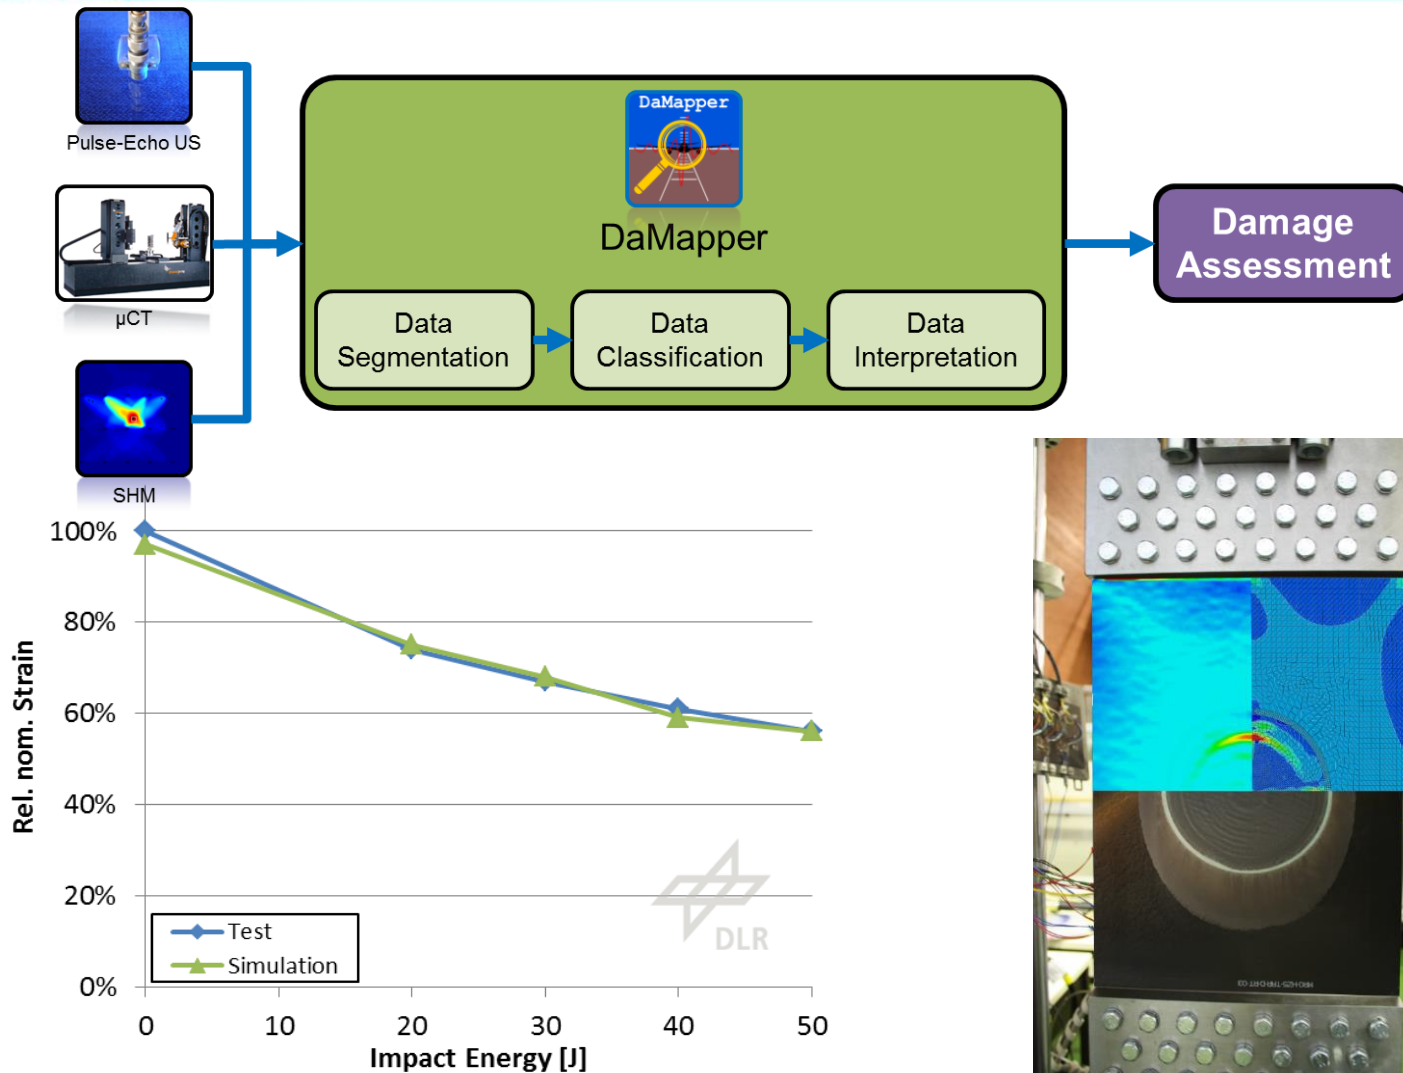 Pulse-Echo US
µCT
SHM
DaMapper
DaMapper
Data
Segmentation
Data
Classification
Data
Interpretation
Damage
Assessment
100%
80%
60%
40%
20%
0%
Rel. nom. Strain
Test
Simulation
0
10
20
30
40
50
Impact Energy [J]
DLR